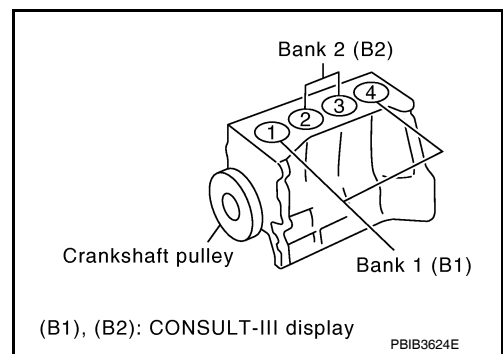 Bank 2 (B2)
1 2 3 4
Crankshaft pulley
Bank 1 (B1)
(B1), (B2): CONSULT-III display
PBIB3624E